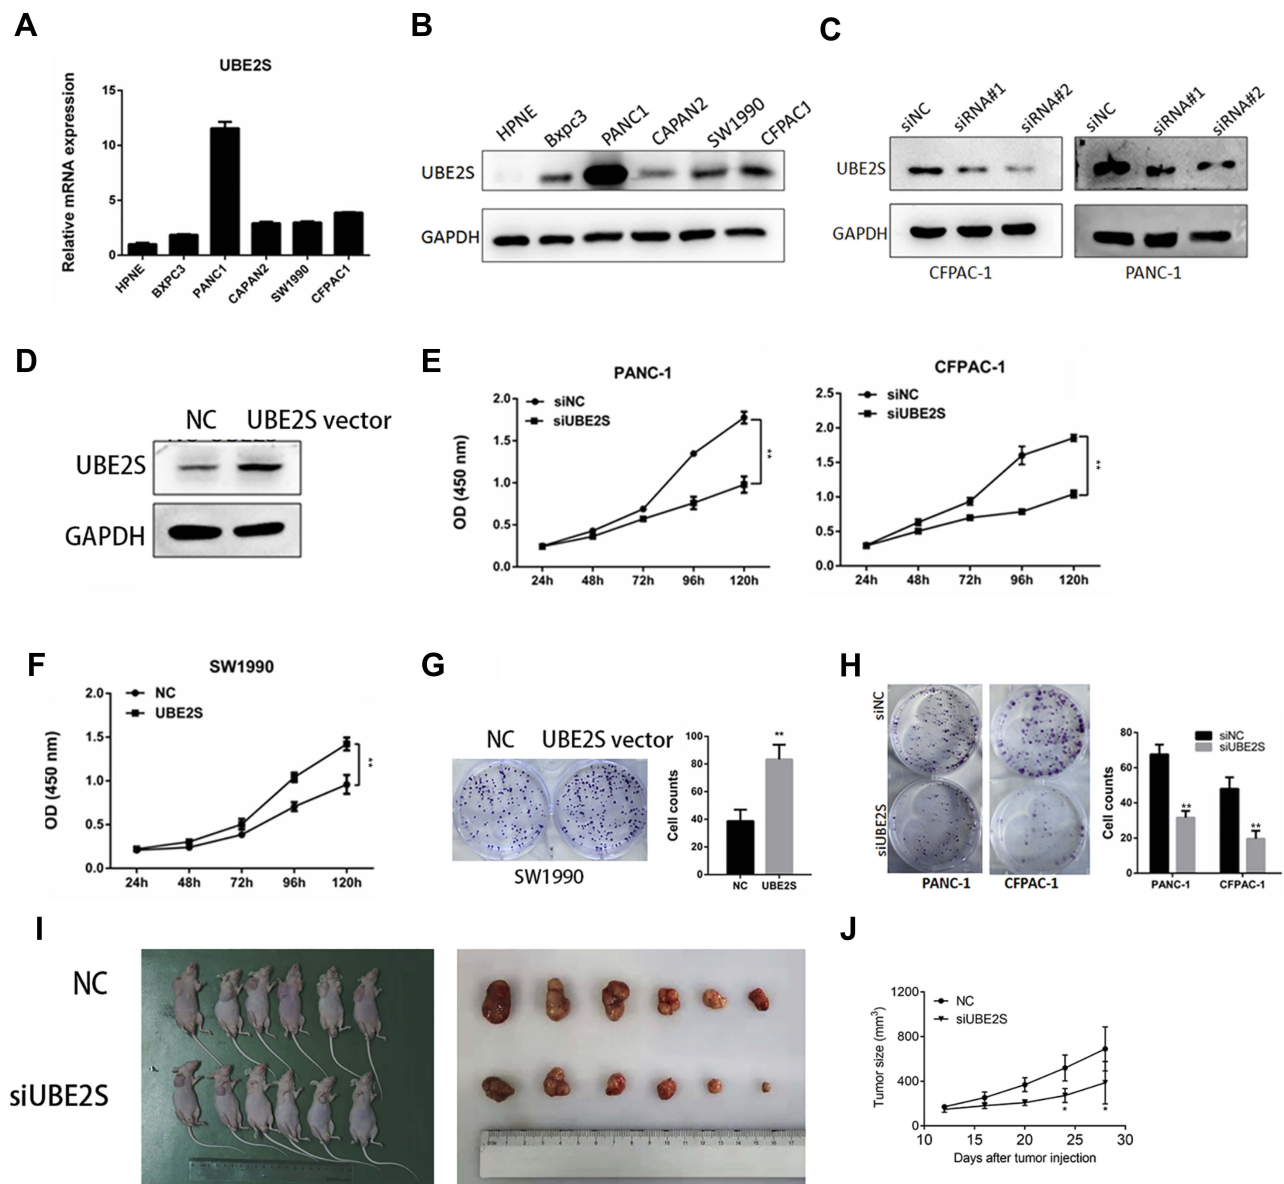 A
UBE2S
Relative mRNA expression
15
10
5
0
HPNE
BXPC3
PANC1
CAPAN2
SW1990
CFPAC1
B
HPNE
Bxpc3
PANC1
CAPAN2
SW1990
CFPAC1
UBE2S
GAPDH
C
siNC
siRNA#1
siRNA#2
siNC
siRNA#1
siRNA#2
UBE2S
GAPDH
CFPAC-1
PANC-1
D
NC
UBE2S vector
UBE2S
GAPDH
E
PANC-1
siNC
siUBE2S
OD (450 nm)
2.0
1.5
1.0
0.5
0.0
24h
48h
72h
96h
120h
**
CFPAC-1
siNC
siUBE2S
2.5
2.0
1.5
1.0
0.5
0.0
24h
48h
72h
96h
120h
**
F
SW1990
NC
UBE2S
OD (450 nm)
2.0
1.5
1.0
0.5
0.0
24h
48h
72h
96h
120h
**
G
NC
UBE2S vector
SW1990
Cell counts
100
80
60
40
20
0
**
NC
UBE2S
H
siNC
siUBE2S
PANC-1
CFPAC-1
Cell counts
80
60
40
20
0
siNC
siUBE2S
**
**
PANC-1
CFPAC-1
I
NC
siUBE2S
J
Tumor size (mm³)
1200
800
400
0
NC
siUBE2S
*
*
10
15
20
25
30
Days after tumor injection